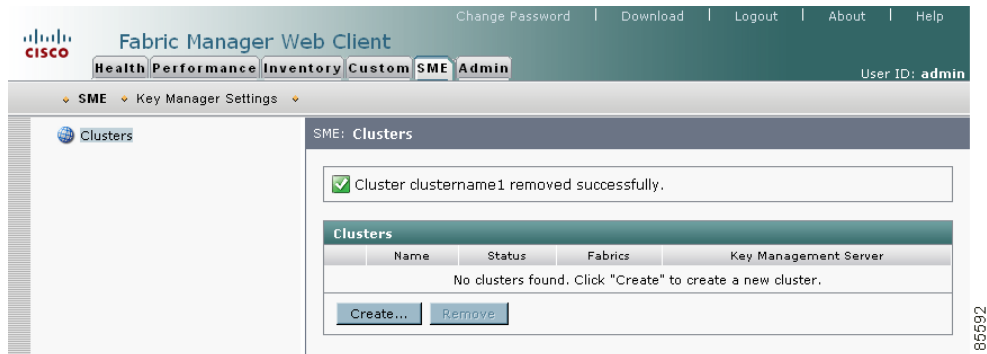 Change Password | Download | Logout | About | Help
CISCO
Fabric Manager Web Client
Health Performance Inventory Custom SME Admin
User ID: admin
SME Key Manager Settings
Clusters
SME: Clusters
Cluster clustername1 removed successfully.
Clusters
Name Status Fabrics Key Management Server
No clusters found. Click "Create" to create a new cluster.
Create... Remove
85592